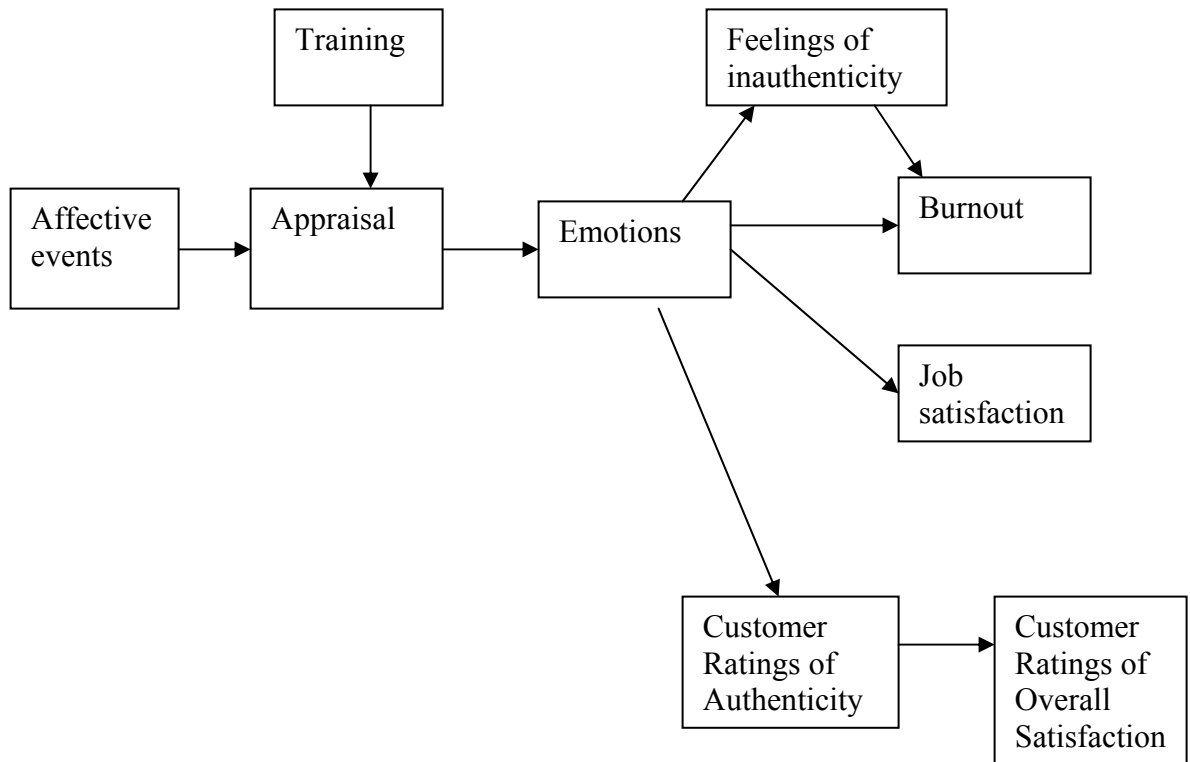 Training
Feelings of
inauthenticity
Affective
events
Appraisal
Emotions
Burnout
Job
satisfaction
Customer
Ratings of
Authenticity
Customer
Ratings of
Overall
Satisfaction